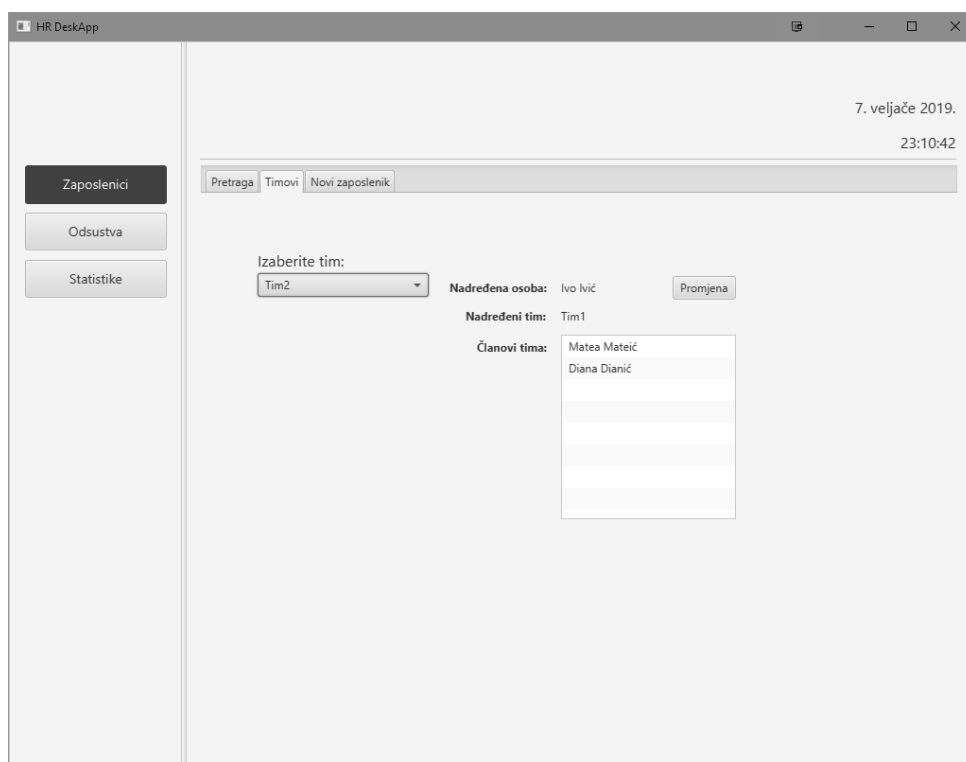 HR DeskApp
7. veljače 2019.
23:10:42
Zaposlenici
Odsustva
Statistike
Pretraga Timovi Novi zaposlenik
Izaberite tim:
Tim2
Nadređena osoba: Ivo Ivić Promjena
Nadređeni tim: Tim1
Članovi tima: Matea Mateić
Diana Dianić